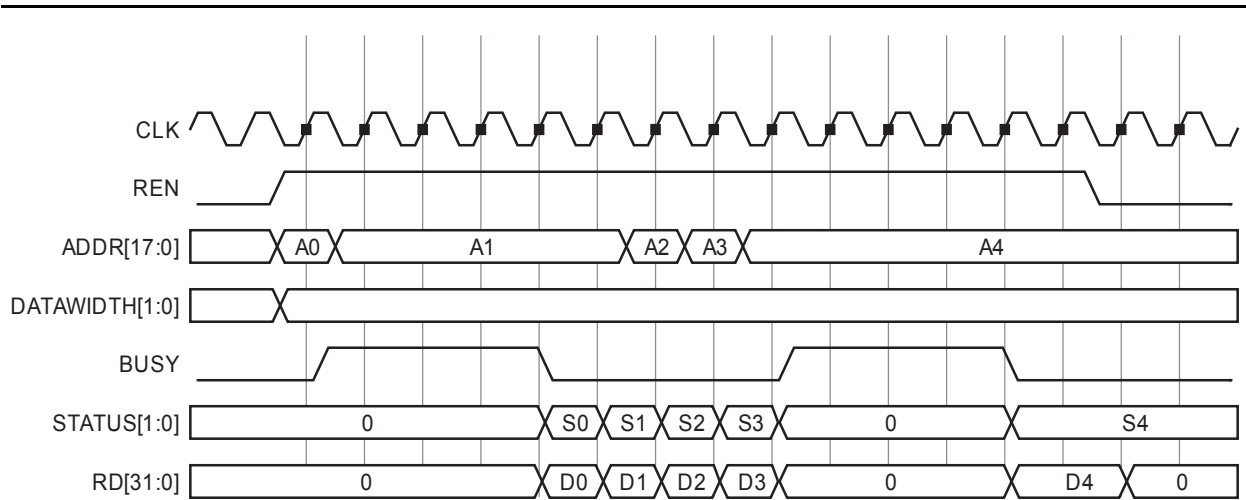 CLK
REN
ADDR[17:0] A0 A1 A2 A3 A4
DATAWIDTH[1:0]
BUSY
STATUS[1:0] 0 S0 S1 S2 S3 0 S4
RD[31:0] 0 D0 D1 D2 D3 0 D4 0